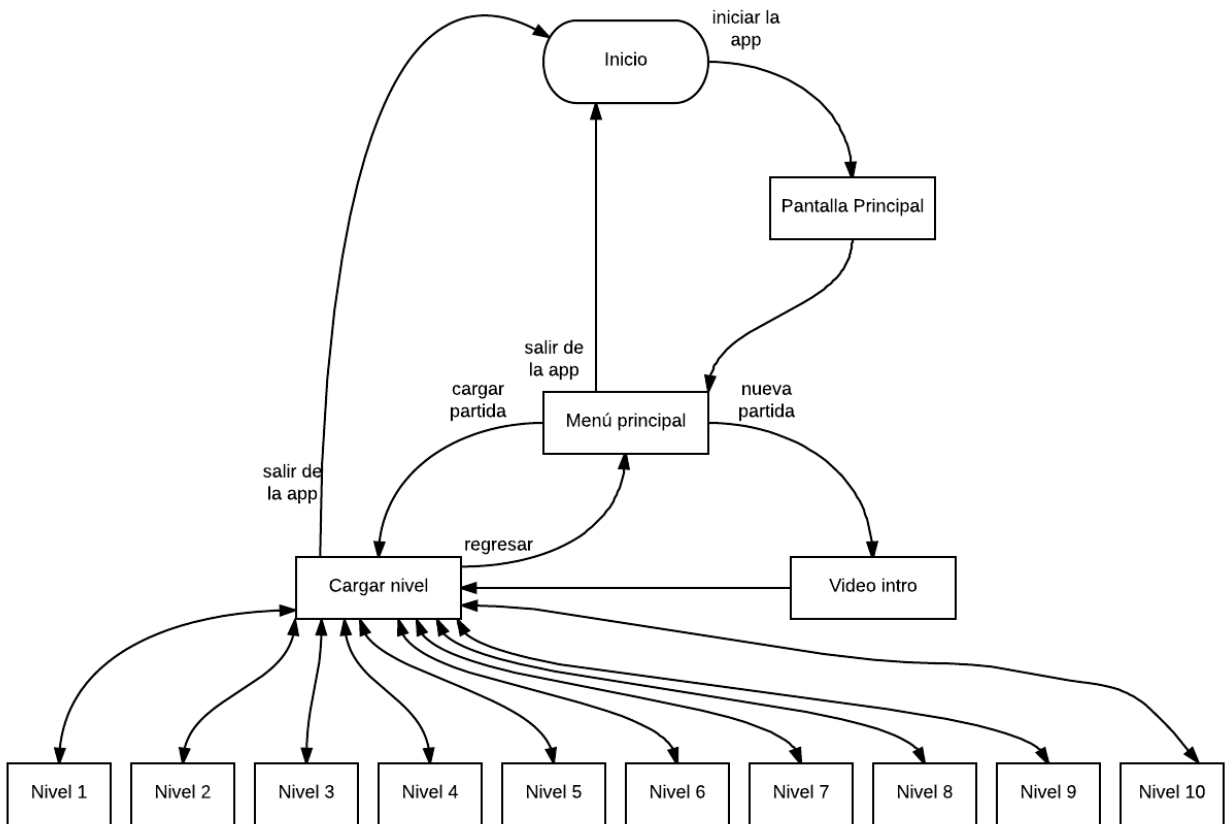 iniciar la
app
Inicio
Pantalla Principal
salir de
la app
cargar
partida
Menú principal
nueva
partida
salir de
la app
regresar
Cargar nivel
Video intro
Nivel 1
Nivel 2
Nivel 3
Nivel 4
Nivel 5
Nivel 6
Nivel 7
Nivel 8
Nivel 9
Nivel 10